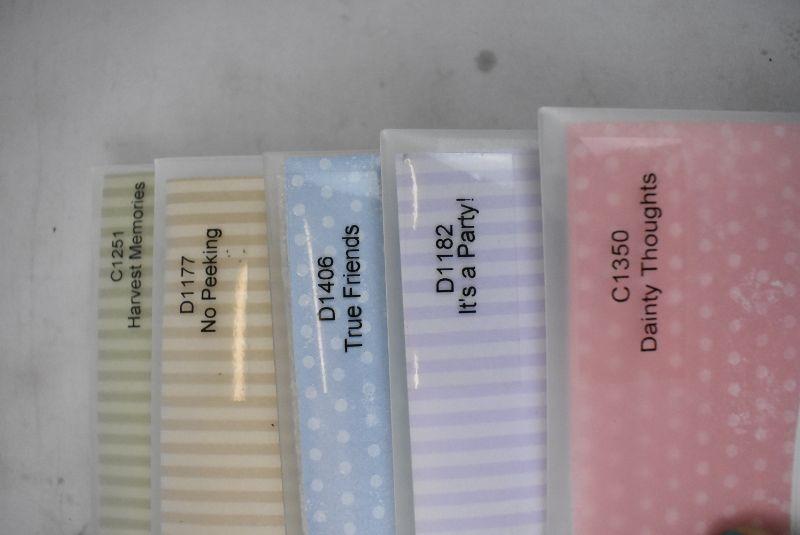 C1251
Harvest Memories
D1177
No Peeking
D1406
True Friends
D1182
It's a Party!
C1350
Dainty Thoughts